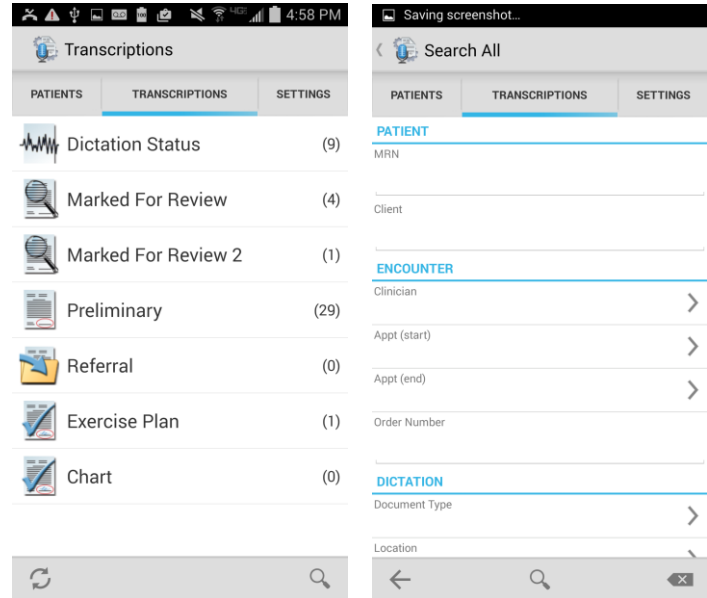 4G 4:58 PM
Transcriptions
PATIENTS TRANSCRIPTIONS SETTINGS
Dictation Status (9)
Marked For Review (4)
Marked For Review 2 (1)
Preliminary (29)
Referral (0)
Exercise Plan (1)
Chart (0)
Saving screenshot...
Search All
PATIENTS TRANSCRIPTIONS SETTINGS
PATIENT
MRN
Client
ENCOUNTER
Clinician
Appt (start)
Appt (end)
Order Number
DICTATION
Document Type
Location